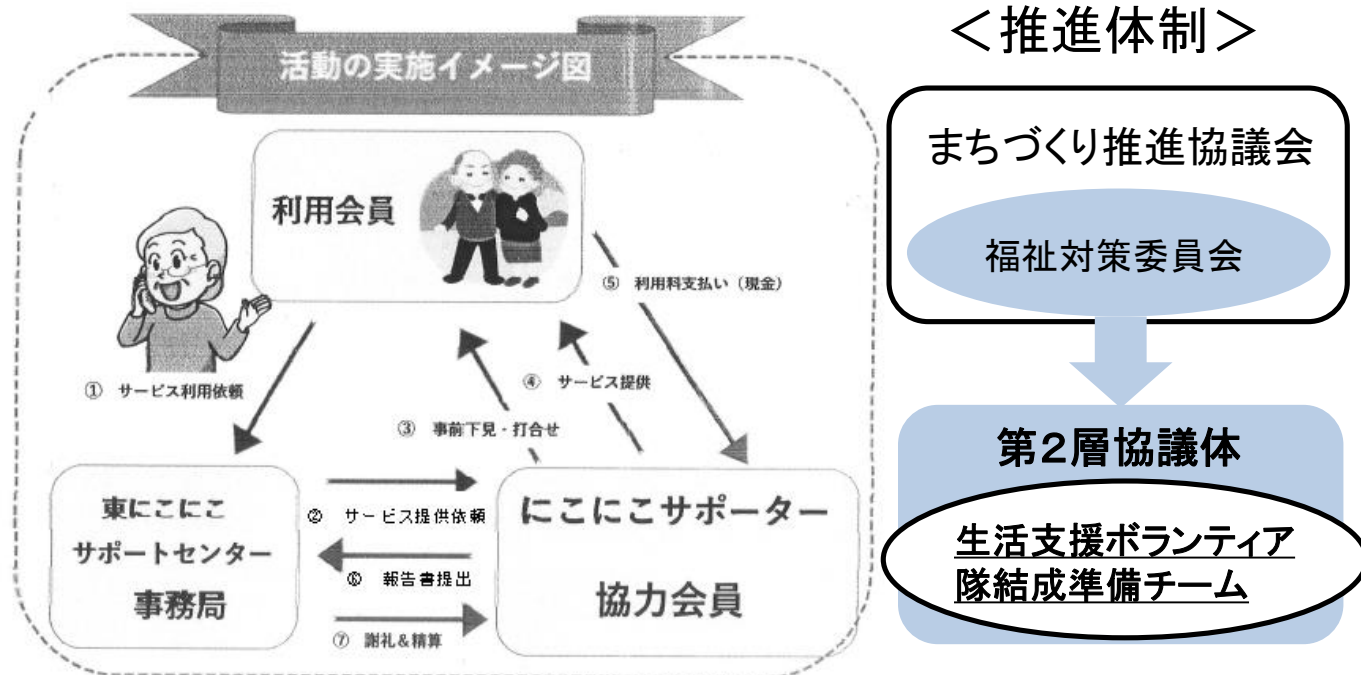 活動の実施イメージ図
利用会員
① サービス利用依頼
⑤ 利用料支払い（現金）
④ サービス提供
③ 事前下見・打合せ
東にこにこ
サポートセンター
事務局
② サービス提供依頼
⑥ 報告書提出
⑦ 謝礼＆精算
にこにこサポーター
協力会員
＜推進体制＞
まちづくり推進協議会
福祉対策委員会
第２層協議体
生活支援ボランティア
隊結成準備チーム